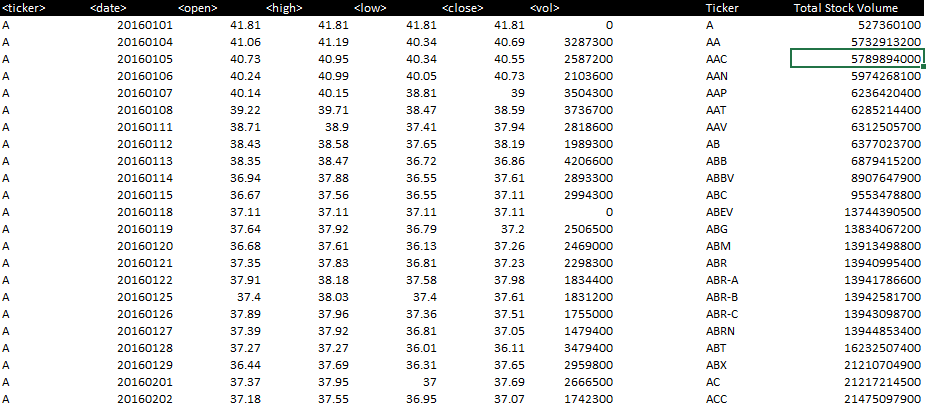 <ticker> <date> <open> <high> <low> <close> <vol> Ticker Total Stock Volume
A 20160101 41.81 41.81 41.81 41.81 0 A 527360100
A 20160104 41.06 41.19 40.34 40.69 3287300 AA 5732913200
A 20160105 40.73 40.95 40.34 40.55 2587200 AAC 5789894000
A 20160106 40.24 40.99 40.05 40.73 2103600 AAN 5974268100
A 20160107 40.14 40.15 38.81 39 3504300 AAP 6236420400
A 20160108 39.22 39.71 38.47 38.59 3736700 AAT 6285214400
A 20160111 38.71 38.9 37.41 37.94 2818600 AAV 6312505700
A 20160112 38.43 38.58 37.65 38.19 1989300 AB 6377023700
A 20160113 38.35 38.47 36.72 36.86 4206600 ABB 6879415200
A 20160114 36.94 37.88 36.55 37.61 2893300 ABBV 8907647900
A 20160115 36.67 37.56 36.55 37.11 2994300 ABC 9553478800
A 20160118 37.11 37.11 37.11 37.11 0 ABEV 13744390500
A 20160119 37.64 37.92 36.79 37.2 2506500 ABG 13834067200
A 20160120 36.68 37.61 36.13 37.26 2469000 ABM 13913498800
A 20160121 37.35 37.83 36.81 37.23 2298300 ABR 13940995400
A 20160122 37.91 38.18 37.58 37.98 1834400 ABR-A 13941786600
A 20160125 37.4 38.03 37.4 37.61 1831200 ABR-B 13942581700
A 20160126 37.89 37.96 37.36 37.51 1755000 ABR-C 13943098700
A 20160127 37.39 37.92 36.81 37.05 1479400 ABRN 13944853400
A 20160128 37.27 37.27 36.01 36.11 3479400 ABT 16232507400
A 20160129 36.44 37.69 36.31 37.65 2959800 ABX 21210704900
A 20160201 37.37 37.95 37 37.69 2666500 AC 21217214500
A 20160202 37.18 37.55 36.95 37.07 1742300 ACC 21475097900